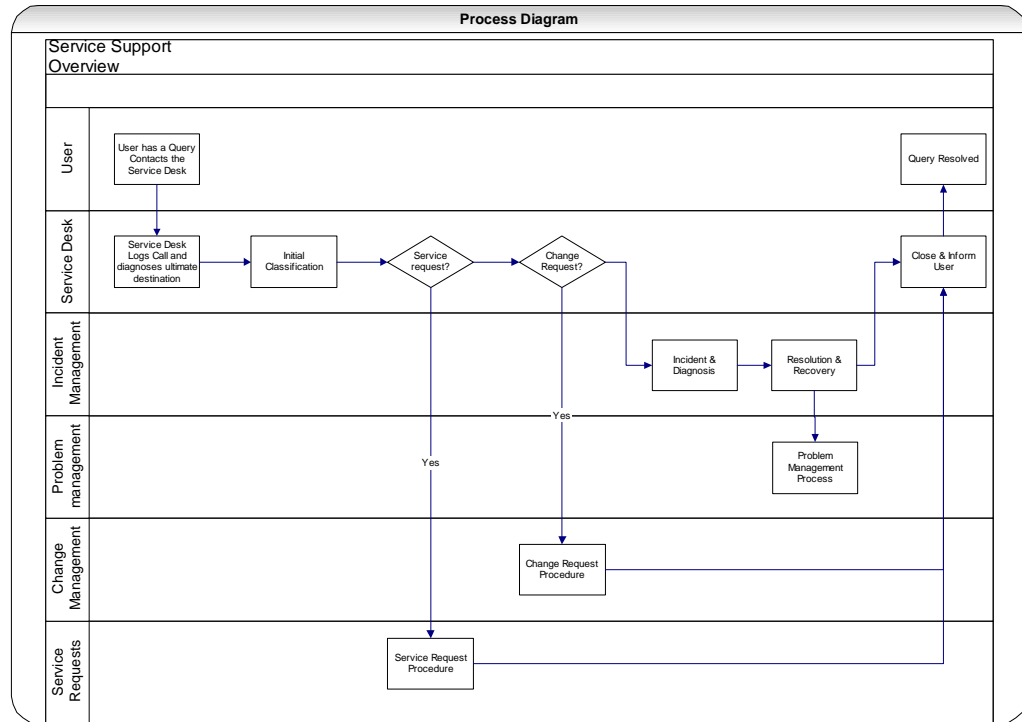 Process Diagram
Service Support
Overview
User
User has a Query
Contacts the
Service Desk
Query Resolved
Service Desk
Service Desk
Logs Call and
diagnoses ultimate
destination
Initial
Classification
Service
request?
Change
Request?
Close & Inform
User
Incident
Management
Incident &
Diagnosis
Resolution &
Recovery
Yes
Problem
management
Yes
Problem
Management
Process
Change
Management
Change Request
Procedure
Service
Requests
Service Request
Procedure